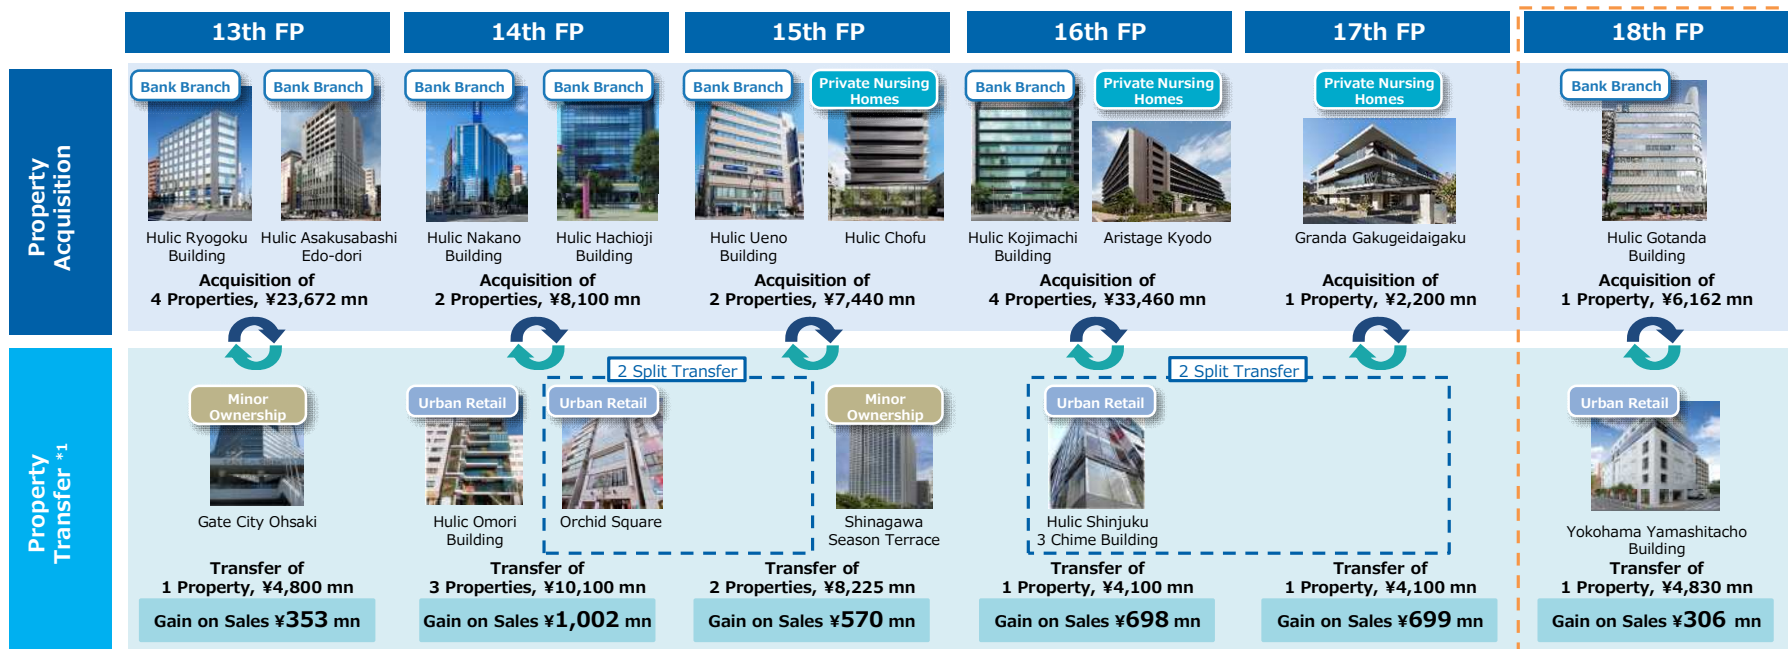 13th FP
14th FP
15th FP
16th FP
17th FP
18th FP
Property
Acquisition
Bank Branch
Bank Branch
Bank Branch
Bank Branch
Bank Branch
Private Nursing
Homes
Bank Branch
Private Nursing
Homes
Private Nursing
Homes
Bank Branch
Hulic Ryogoku
Building
Hulic Asakusabashi
Edo-dori
Hulic Nakano
Building
Hulic Hachioji
Building
Hulic Ueno
Building
Hulic Chofu
Hulic Kojimachi
Building
Aristage Kyodo
Granda Gakugeidaigaku
Hulic Gotanda
Building
Acquisition of
4 Properties, ¥23,672 mn
Acquisition of
2 Properties, ¥8,100 mn
Acquisition of
2 Properties, ¥7,440 mn
Acquisition of
4 Properties, ¥33,460 mn
Acquisition of
1 Property, ¥2,200 mn
Acquisition of
1 Property, ¥6,162 mn
Property
Transfer *1
2 Split Transfer
2 Split Transfer
Minor
Ownership
Urban Retail
Urban Retail
Minor
Ownership
Urban Retail
Urban Retail
Gate City Ohsaki
Hulic Omori
Building
Orchid Square
Shinagawa
Season Terrace
Hulic Shinjuku
3 Chime Building
Yokohama Yamashitacho
Building
Transfer of
1 Property, ¥4,800 mn
Transfer of
3 Properties, ¥10,100 mn
Transfer of
2 Properties, ¥8,225 mn
Transfer of
1 Property, ¥4,100 mn
Transfer of
1 Property, ¥4,100 mn
Transfer of
1 Property, ¥4,830 mn
Gain on Sales ¥353 mn
Gain on Sales ¥1,002 mn
Gain on Sales ¥570 mn
Gain on Sales ¥698 mn
Gain on Sales ¥699 mn
Gain on Sales ¥306 mn